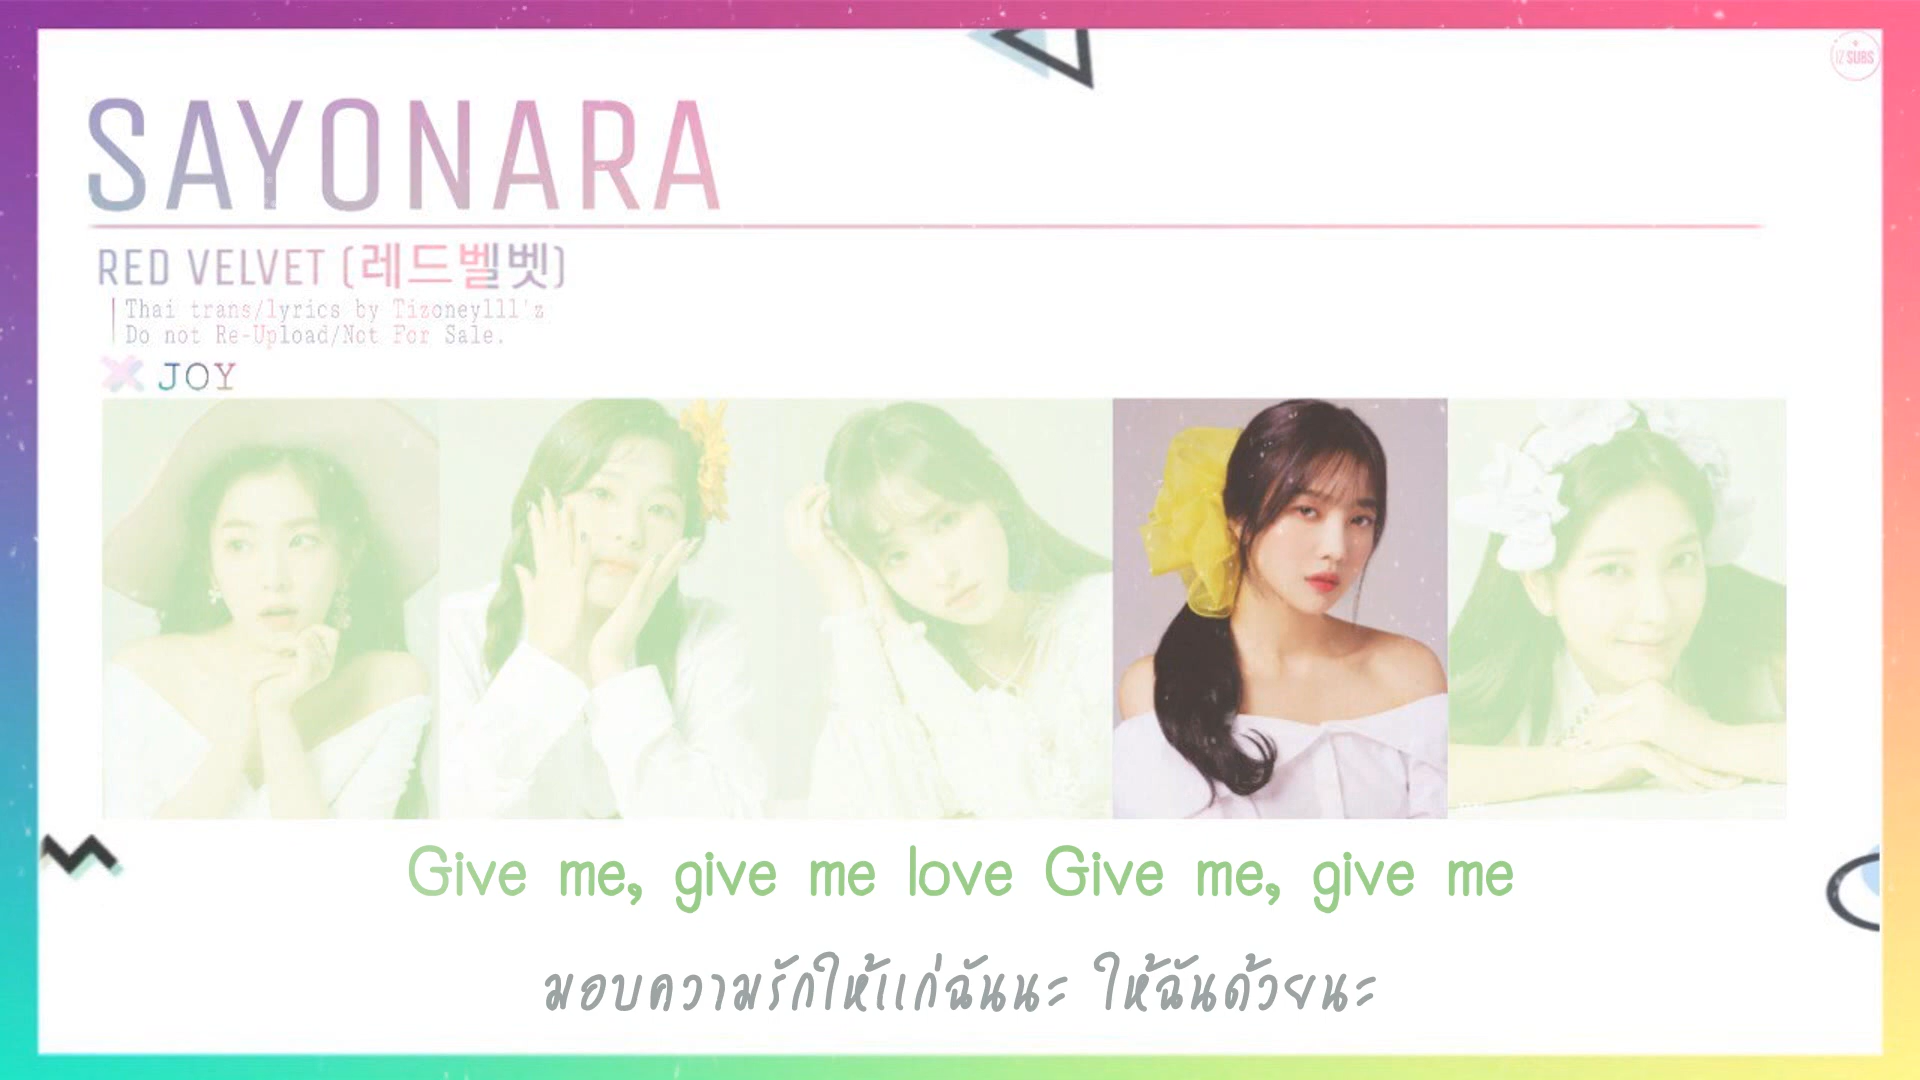 IZ SUBS
SAYONARA
RED VELVET (레드벨벳)
Thai trans/lyrics by Tizoneylll'z
Do not Re-Upload/Not For Sale.
JOY
Give me, give me love Give me, give me
มอบความรักให้แก่ฉันนะ ให้ฉันด้วยนะ